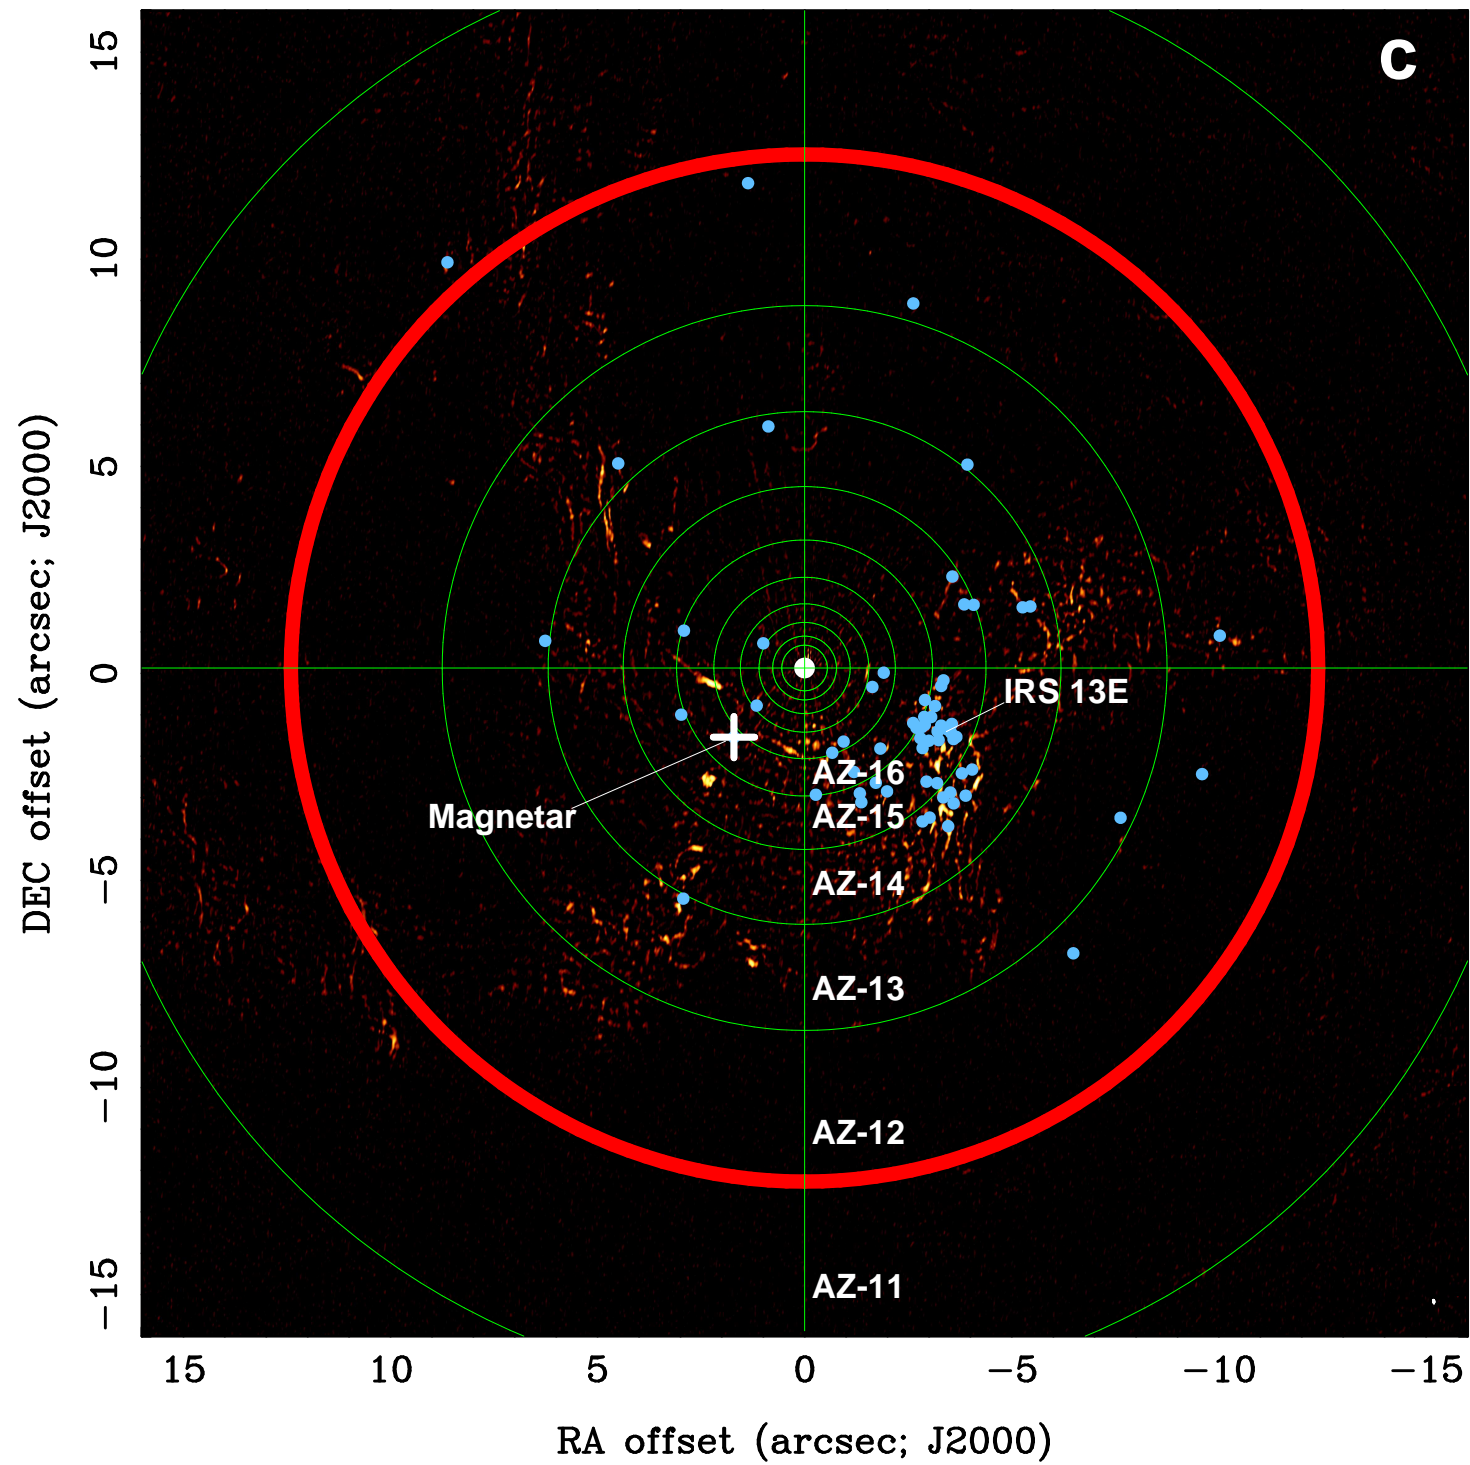 C
15
10
5
0
−5
−10
−15
DEC offset (arcsec; J2000)
IRS 13E
Magnetar
AZ-16
AZ-15
AZ-14
AZ-13
AZ-12
AZ-11
15 10 5 0 −5 −10 −15
RA offset (arcsec; J2000)